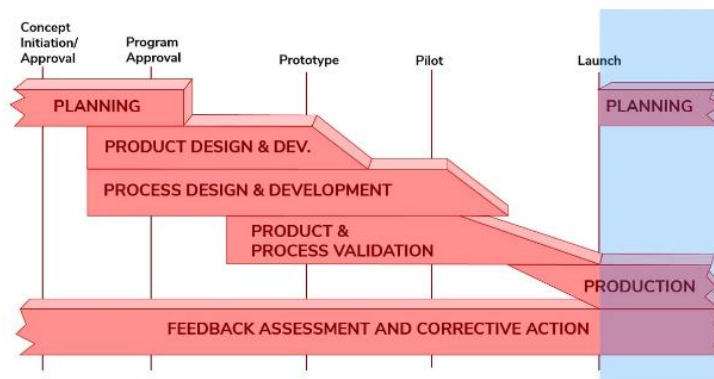 Concept
Initiation/
Approval
Program
Approval
Prototype
Pilot
Launch
PLANNING
PLANNING
PRODUCT DESIGN & DEV.
PROCESS DESIGN & DEVELOPMENT
PRODUCT &
PROCESS VALIDATION
PRODUCTION
FEEDBACK ASSESSMENT AND CORRECTIVE ACTION